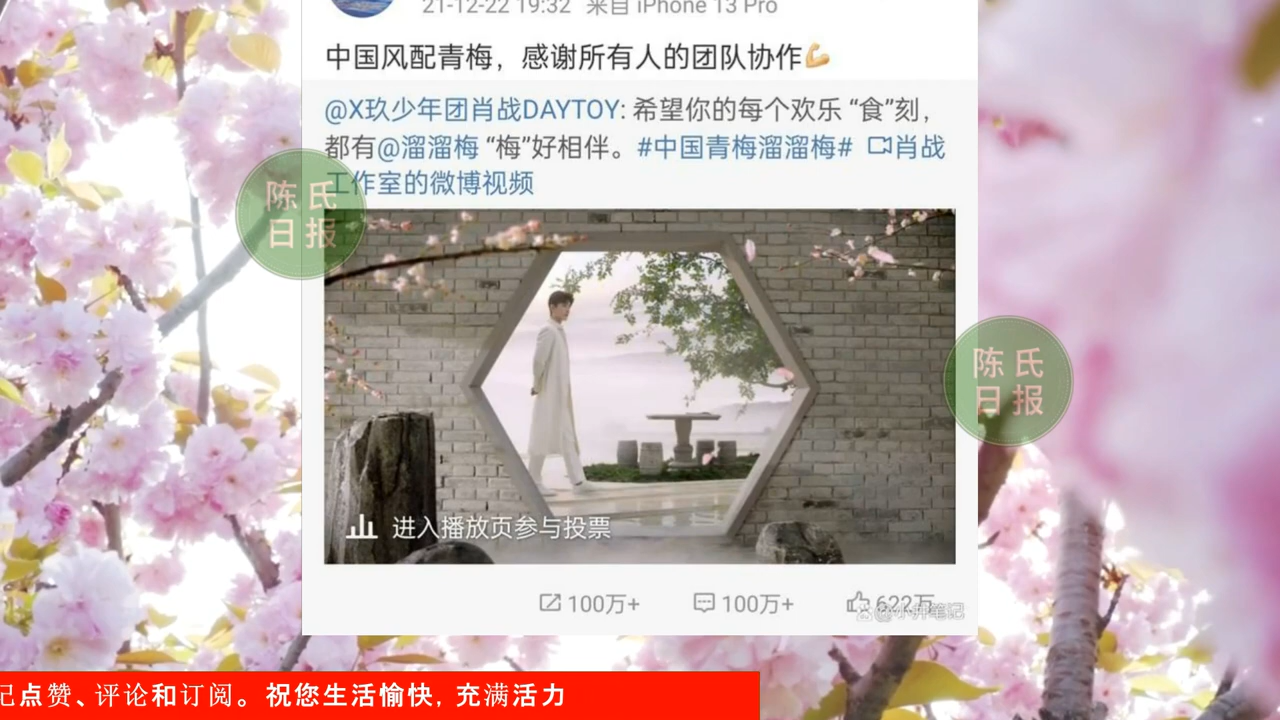 21-12-22 19:32 来自 iPhone 13 Pro
中国风配青梅，感谢所有人的团队协作💪
@X玖少年团肖战DAYTOY: 希望你的每个欢乐 “食”刻，
都有@溜溜梅 “梅”好相伴。#中国青梅溜溜梅# 肖战
工作室的微博视频
陈氏
日报
陈氏
日报
进入播放页参与投票
100万+ 100万+ 622万
记点赞、评论和订阅。祝您生活愉快, 充满活力